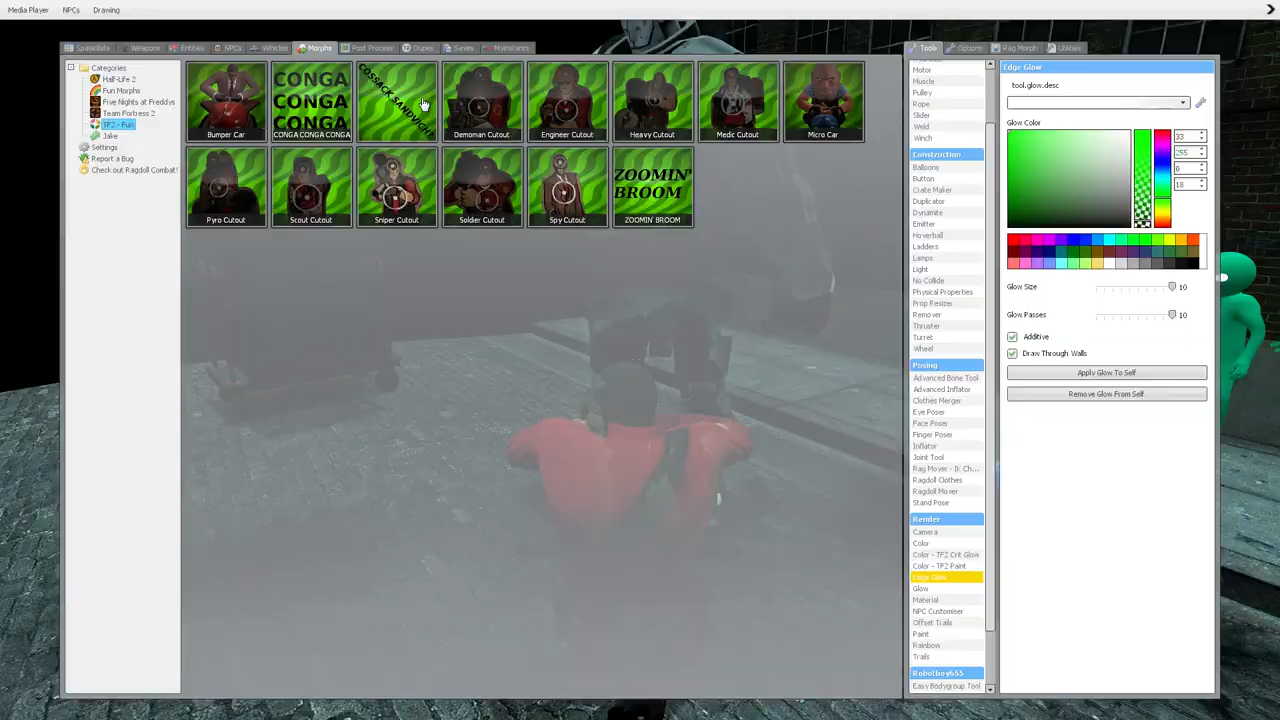 Media Player NPCs Drawing
Spawnlists Weapons Entities NPCs Vehicles Morphs Post Process Dupes Saves
Tools Options Rag Morph Utilities
Categories
Half-Life 2
Fun Morphs
Five Nights at Freddys
Team Fortress 2
TF2 - Fun
Jake
Settings
Report a Bug
Check out Ragdoll Combat!
Bumper Car
CONGA
CONGA
CONGA
CONGA CONGA CONGA
COSSACK SANDVICH
Demoman Cutout
Engineer Cutout
Heavy Cutout
Medic Cutout
Micro Car
Pyro Cutout
Scout Cutout
Sniper Cutout
Soldier Cutout
Spy Cutout
ZOOMIN'
BROOM
ZOOMIN' BROOM
Motor
Muscle
Pulley
Rope
Slider
Weld
Winch
Construction
Balloons
Button
Crate Maker
Duplicator
Dynamite
Emitter
Hoverball
Ladders
Lamps
Light
No Collide
Physical Properties
Prop Resizer
Remover
Thruster
Turret
Wheel
Posing
Advanced Bone Tool
Advanced Inflator
Clothes Merger
Eye Poser
Face Poser
Finger Poser
Inflator
Joint Tool
Rag Mover - IK Ch...
Ragdoll Clothes
Ragdoll Mover
Stand Pose
Render
Camera
Color
Color - TF2 Crit Glow
Color - TF2 Paint
Edge Glow
Glow
Material
NPC Customiser
Offset Trails
Paint
Rainbow
Trails
Robotboy655
Easy Bodygroup Tool
Edge Glow
tool.glow.desc
Glow Color
33
255
0
18
Glow Size 10
Glow Passes 10
Additive
Draw Through Walls
Apply Glow To Self
Remove Glow From Self